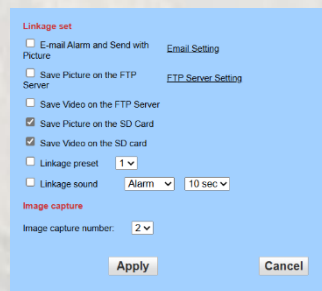 Linkage set
E-mail Alarm and Send with Picture Email Setting
Save Picture on the FTP Server FTP Server Setting
Save Video on the FTP Server
Save Picture on the SD Card
Save Video on the SD card
Linkage preset 1
Linkage sound Alarm 10 sec
Image capture
Image capture number: 2
Apply Cancel